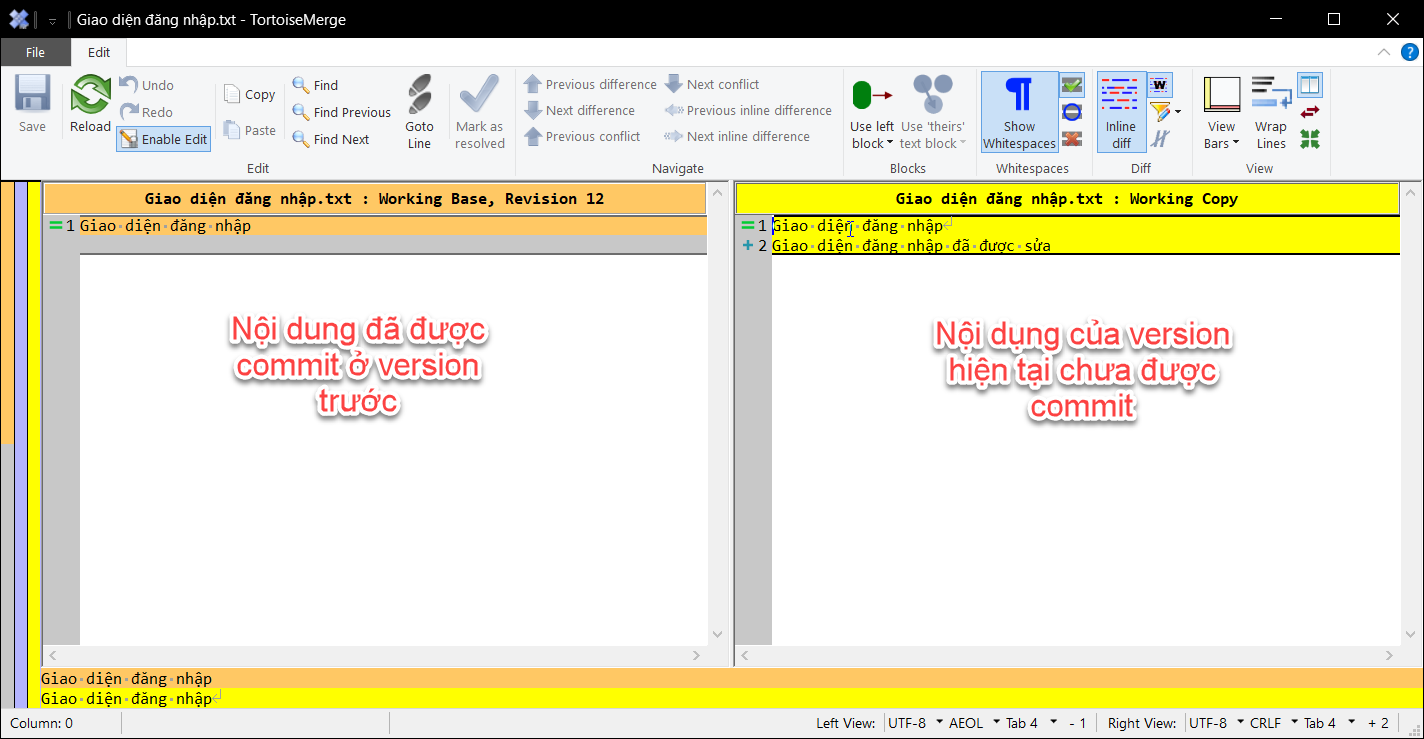 Giao diện đăng nhập.txt - TortoiseMerge
File Edit
Save
Reload
Undo
Redo
Enable Edit
Copy
Paste
Find
Find Previous
Find Next
Goto
Line
Mark as
resolved
Edit
Previous difference
Next difference
Previous conflict
Next conflict
Previous inline difference
Next inline difference
Navigate
Use left
block
Use 'theirs'
text block
Blocks
Show
Whitespaces
Whitespaces
Inline
diff
Diff
View
Bars
Wrap
Lines
View
Giao diện đăng nhập.txt : Working Base, Revision 12
1 Giao diện đăng nhập
Nội dung đã được
commit ở version
trước
Giao diện đăng nhập.txt : Working Copy
1 Giao diện đăng nhập
2 Giao diện đăng nhập đã được sửa
Nội dụng của version
hiện tại chưa được
commit
Giao diện đăng nhập
Giao diện đăng nhập
Column: 0 Left View: UTF-8 AEOL Tab 4 - 1 Right View: UTF-8 CRLF Tab 4 + 2